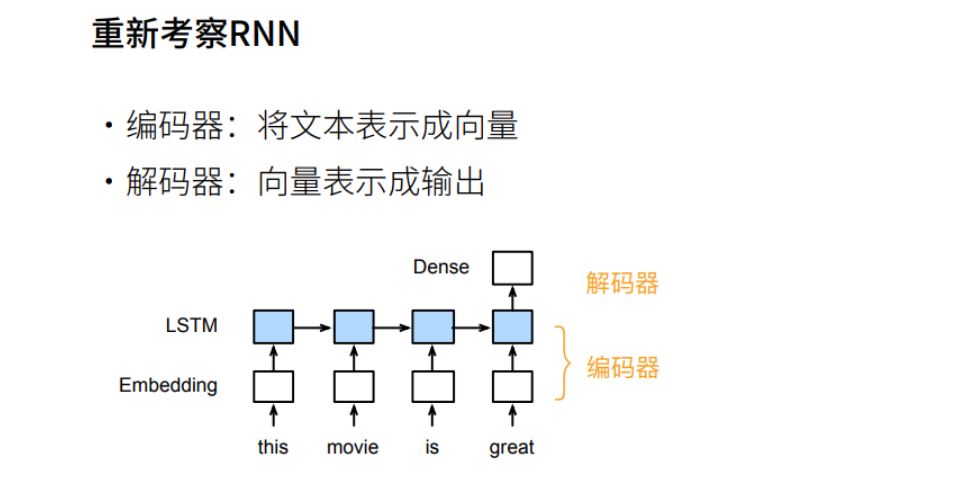 重新考察RNN
• 编码器：将文本表示成向量
• 解码器：向量表示成输出
Dense
解码器
LSTM
编码器
Embedding
this movie is great